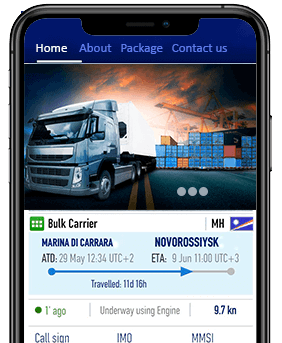 Home About Package Contact us
Bulk Carrier MH
MARINA DI CARRARA NOVOROSSIYSK
ATD: 29 May 12:34 UTC+2 ETA: 9 Jun 11:00 UTC+3
Travelled: 11d 16h
1' ago Underway using Engine 9.7 kn
Call sign IMO MMSI